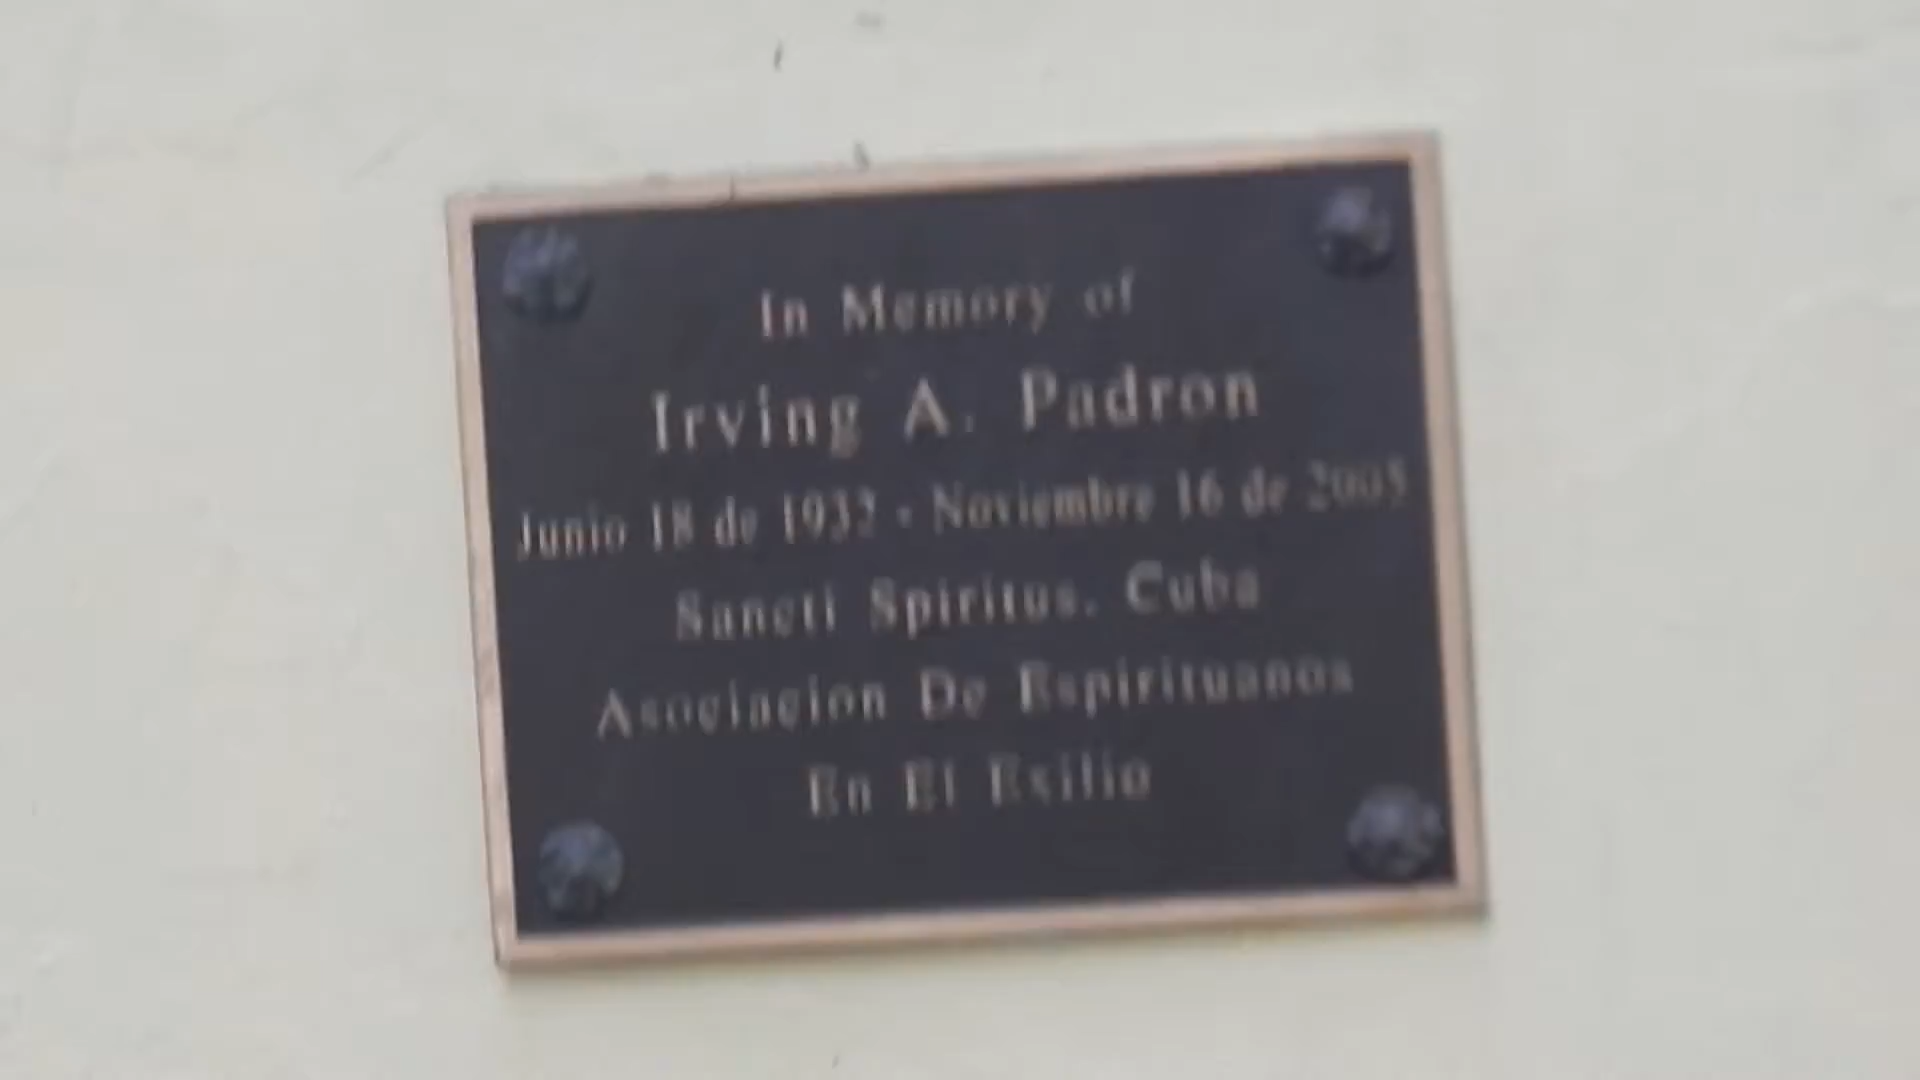 In Memory of
Irving A. Padron
Junio 18 de 1932 - Noviembre 16 de 2005
Sancti Spiritus, Cuba
Asociacion De Espirituanos
En El Exilio